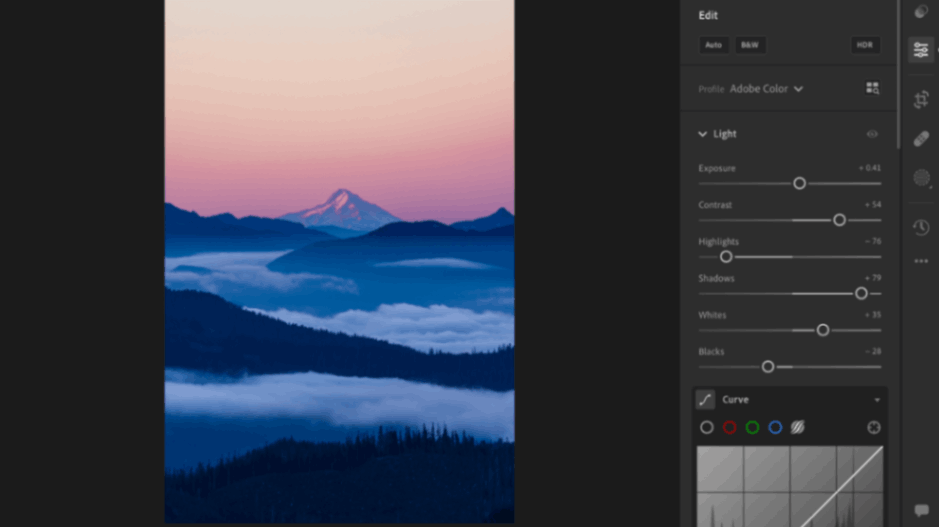 Edit
Auto B&W HDR
Profile Adobe Color
Light
Exposure + 0.41
Contrast + 54
Highlights − 76
Shadows + 79
Whites + 35
Blacks − 28
Curve